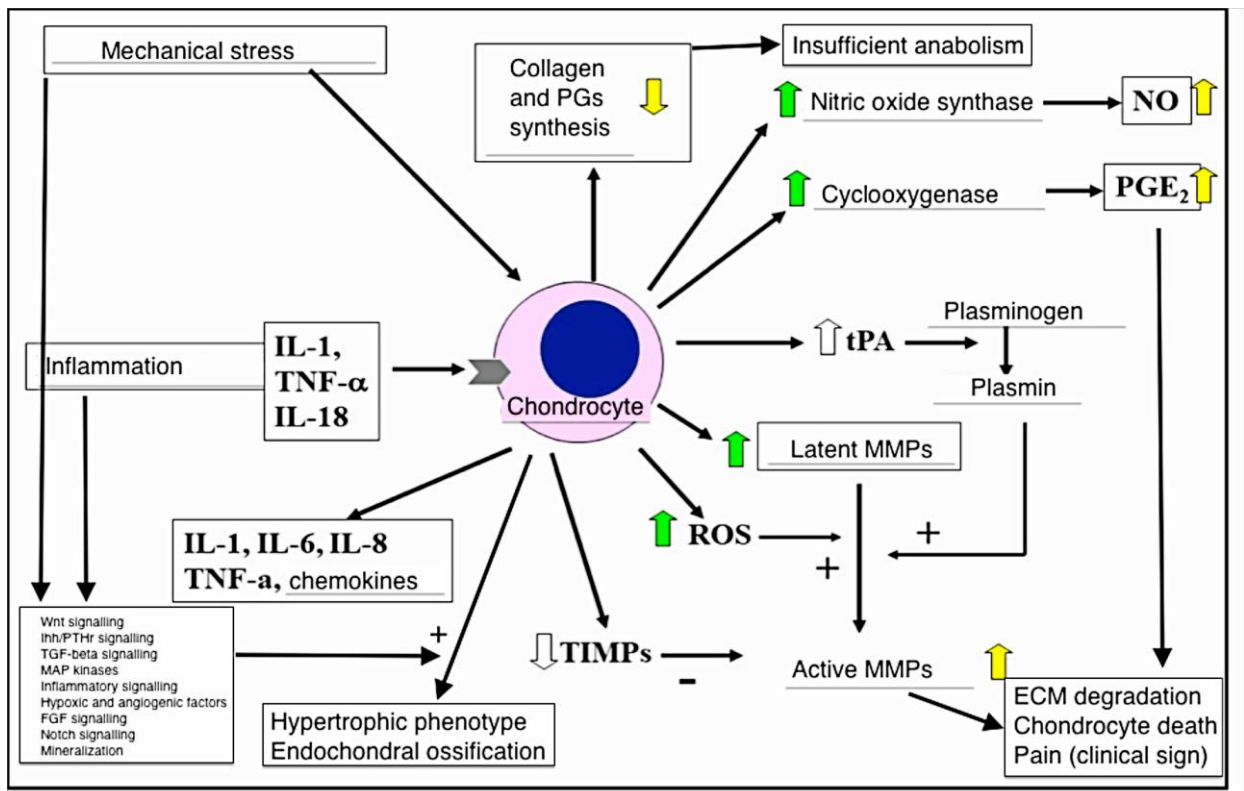 Mechanical stress
Collagen
and PGs
synthesis
Insufficient anabolism
Nitric oxide synthase
NO
Cyclooxygenase
PGE₂
Inflammation
IL-1,
TNF-α
IL-18
Chondrocyte
tPA
Plasminogen
Plasmin
Latent MMPs
ROS
+
+
IL-1, IL-6, IL-8
TNF-a, chemokines
Wnt signalling
Ihh/PTHr signalling
TGF-beta signalling
MAP kinases
Inflammatory signalling
Hypoxic and angiogenic factors
FGF signalling
Notch signalling
Mineralization
+
Hypertrophic phenotype
Endochondral ossification
TIMPs
-
Active MMPs
ECM degradation
Chondrocyte death
Pain (clinical sign)